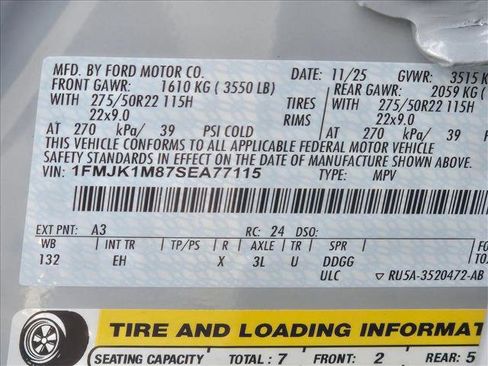 MFD. BY FORD MOTOR CO.
DATE: 11/25 GVWR: 3515 K
FRONT GAWR: 1610 KG ( 3550 LB)
REAR GAWR: 2059 KG (
WITH 275/50R22 115H TIRES WITH 275/50R22 115H
22x9.0 RIMS 22x9.0
AT 270 kPa/ 39 PSI COLD AT 270 kPa/ 39
THIS VEHICLE CONFORMS TO ALL APPLICABLE FEDERAL MOTOR VEHICLE
SAFETY STANDARDS IN EFFECT ON THE DATE OF MANUFACTURE SHOWN ABOVE.
VIN: 1FMJK1M87SEA77115 TYPE: MPV
EXT PNT: A3 RC: 24 DSO:
WB INT TR TP/PS R AXLE TR SPR FO
132 EH X 3L U DDGG TO
ULC ▽ RU5A-3520472-AB
TIRE AND LOADING INFORMAT
SEATING CAPACITY TOTAL : 7 FRONT: 2 REAR: 5